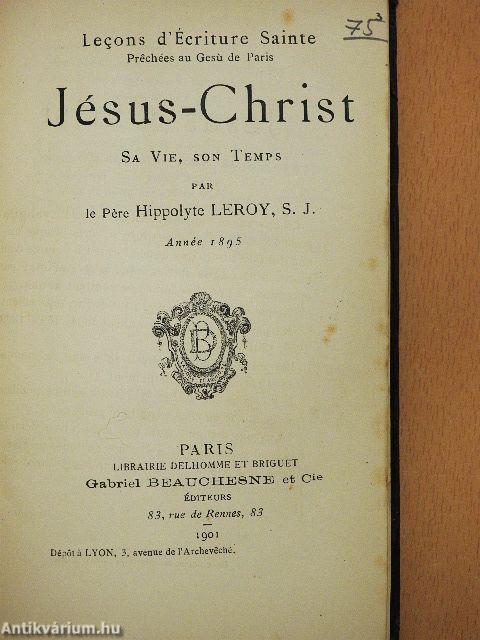 75³
Leçons d'Écriture Sainte
Prêchées au Gesù de Paris
Jésus-Christ
SA VIE, SON TEMPS
PAR
le Père Hippolyte LEROY, S. J.
Année 1895
PARIS
LIBRAIRIE DELHOMME ET BRIGUET
Gabriel BEAUCHESNE et Cie
ÉDITEURS
83, rue de Rennes, 83
1901
Dépôt à LYON, 3, avenue de l'Archevêché.
Antikvárium.hu